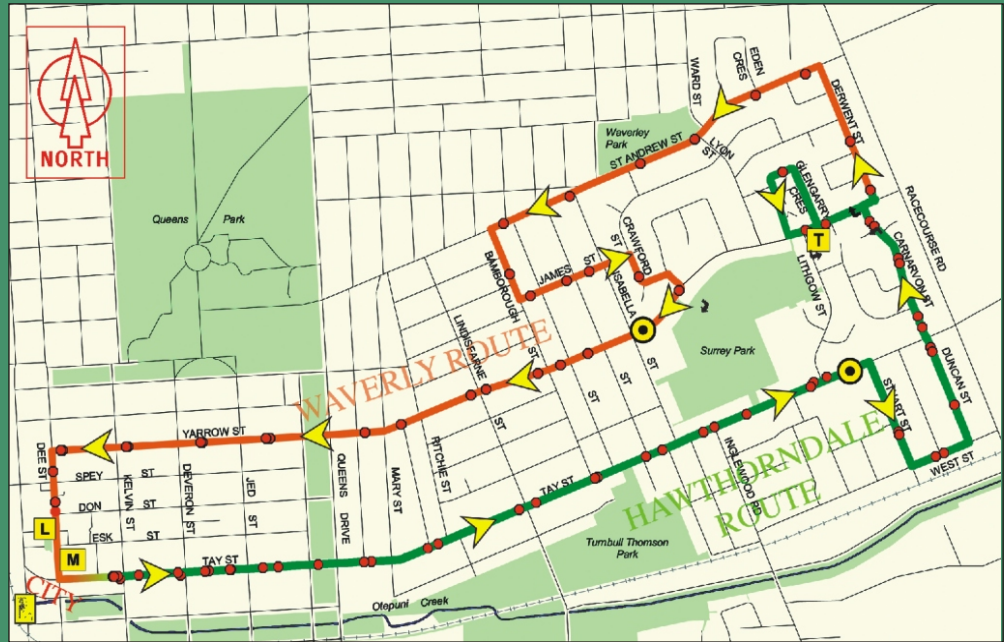 NORTH
WARD ST
EDEN
CRES
DERWENT ST
Waverley
Park
ST ANDREW ST
LYON
ST
GLENGARRY
CRES
RACECOURSE RD
Queens Park
CRAWFORD
ST
T
CARNARVON ST
BAMBOROUGH
ST
JAMES ST
ISABELLA
ST
LITHGOW ST
LINDISFARNE
ST
WAVERLY ROUTE
Surrey Park
DUNCAN ST
STUART ST
YARROW ST
DEE ST
SPEY ST
KELVIN ST
DEVERON ST
JED
ST
QUEENS
DRIVE
MARY ST
RITCHIE ST
ST
ST
INGLEWOOD RD
HAWTHORNDALE
ROUTE
WEST ST
DON ST
L
ESK ST
TAY ST
M
TAY ST
Turnbull Thomson
Park
CITY
Otepuni Creek